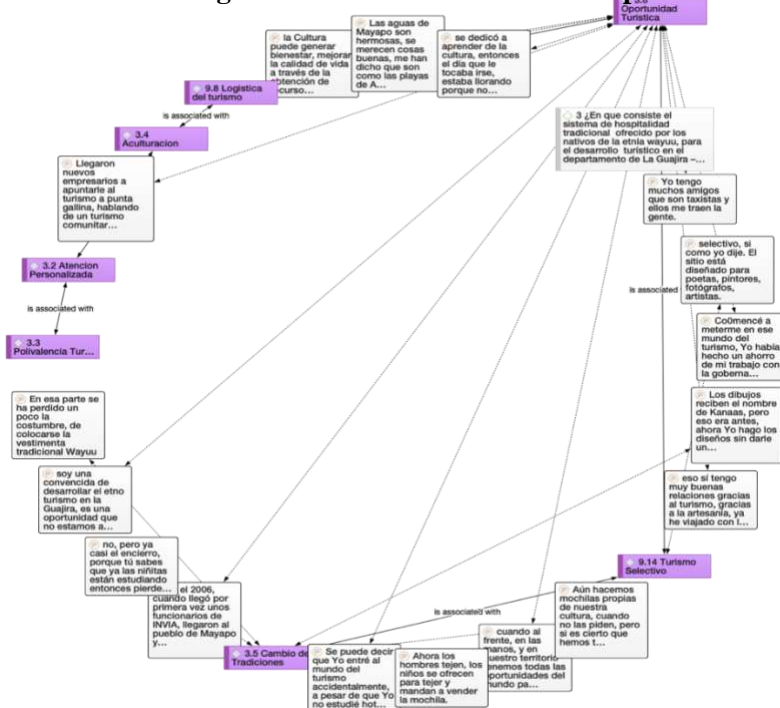 Oportunidad
Turistica
la Cultura
puede generar
bienestar, mejorar
la calidad de vida
a través de la
Las aguas de
Mayapo son
hermosas, se
merecen cosas
buenas, me han
dicho que son
como las playas
de A...
se dedicó a
aprender de la
cultura, entonces
el día que le
tocaba irse,
estaba llorando
porque no...
9.8 Logistica
del turismo
is associated with
3.4
Aculturacion
3 ¿En que consiste el
sistema de hospitalidad
tradicional ofrecido por los
nativos de la etnia wayuu, para
el desarrollo turístico en el
departamento de La Guajira –...
Llegaron
nuevos
empresarios a
apuntarle al
turismo a punta
gallina, hablando
de un turismo
comunitar...
Yo tengo
muchos amigos
que son taxistas y
ellos me traen la
gente.
3.2 Atencion
Personalizada
selectivo, si
como yo dije. El
sitio está
diseñado para
poetas, pintores,
fotógrafos,
artistas.
is associated
is associated with
3.3
Polivalencia Tur...
Co0mencé a
meterme en ese
mundo del
turismo, Yo había
hecho un ahorro
de mi trabajo con
la goberna...
En esa parte se
ha perdido un
poco la
costumbre, de
colocarse la
vestimenta
tradicional Wayuu
Los dibujos
reciben el nombre
de Kanaas, pero
eso era antes,
ahora Yo hago los
diseños sin darle
un...
soy una
convencida de
desarrollar el etno
turismo en la
Guajira, es una
oportunidad que
no estamos a...
eso sí tengo
muy buenas
relaciones gracias
al turismo, gracias
a la artesanía, ya
he viajado con l...
no, pero ya
casi el encierro,
porque tú sabes
que ya las niñitas
están estudiando
entonces pierde...
9.14 Turismo
Selectivo
el 2006,
cuando llegó por
primera vez unos
funcionarios de
INVIA, llegaron al
pueblo de Mayapo
y...
Aún hacemos
mochilas propias
de nuestra
cultura, cuando
no las piden, pero
si es cierto que
hemos t...
is associated with
3.5 Cambio de
Tradiciones
Se puede decir
que Yo entré al
mundo del
turismo
accidentalmente,
a pesar de que Yo
no estudié hot...
Ahora los
hombres tejen, los
niños se ofrecen
para tejer y
mandan a vender
la mochila.
cuando al
frente, en las
manos, y en
territorio
todas las
oportunidades del
pa...